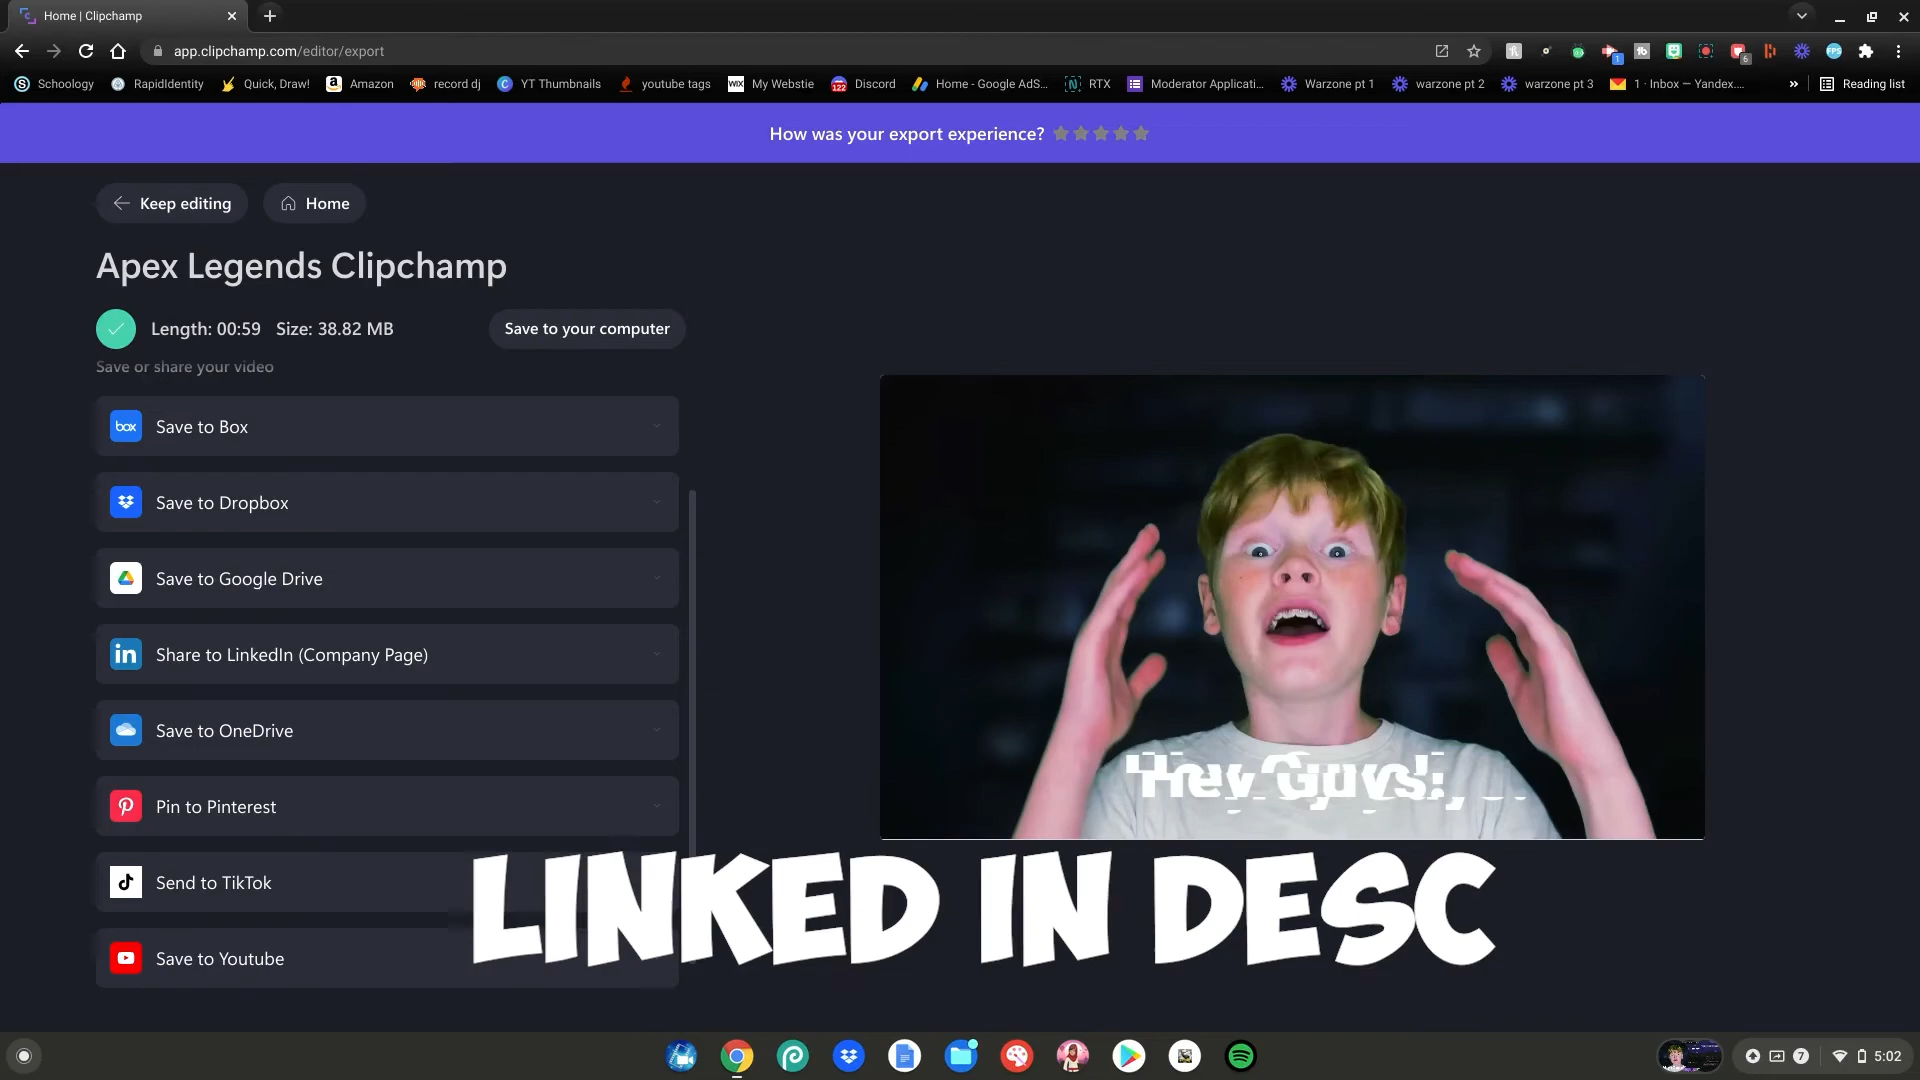 Home | Clipchamp
app.clipchamp.com/editor/export
Schoology RapidIdentity Quick, Draw! Amazon record dj YT Thumbnails youtube tags My Webstie Discord Home - Google AdS... RTX Moderator Applicati... Warzone pt 1 warzone pt 2 warzone pt 3 1 · Inbox — Yandex.... » Reading list
How was your export experience?
Keep editing Home
Apex Legends Clipchamp
Length: 00:59 Size: 38.82 MB Save to your computer
Save or share your video
box Save to Box
Save to Dropbox
Save to Google Drive
in Share to LinkedIn (Company Page)
Save to OneDrive
Pin to Pinterest
Send to TikTok
Save to Youtube
Hey Guys!
LINKED IN DESC
7 5:02